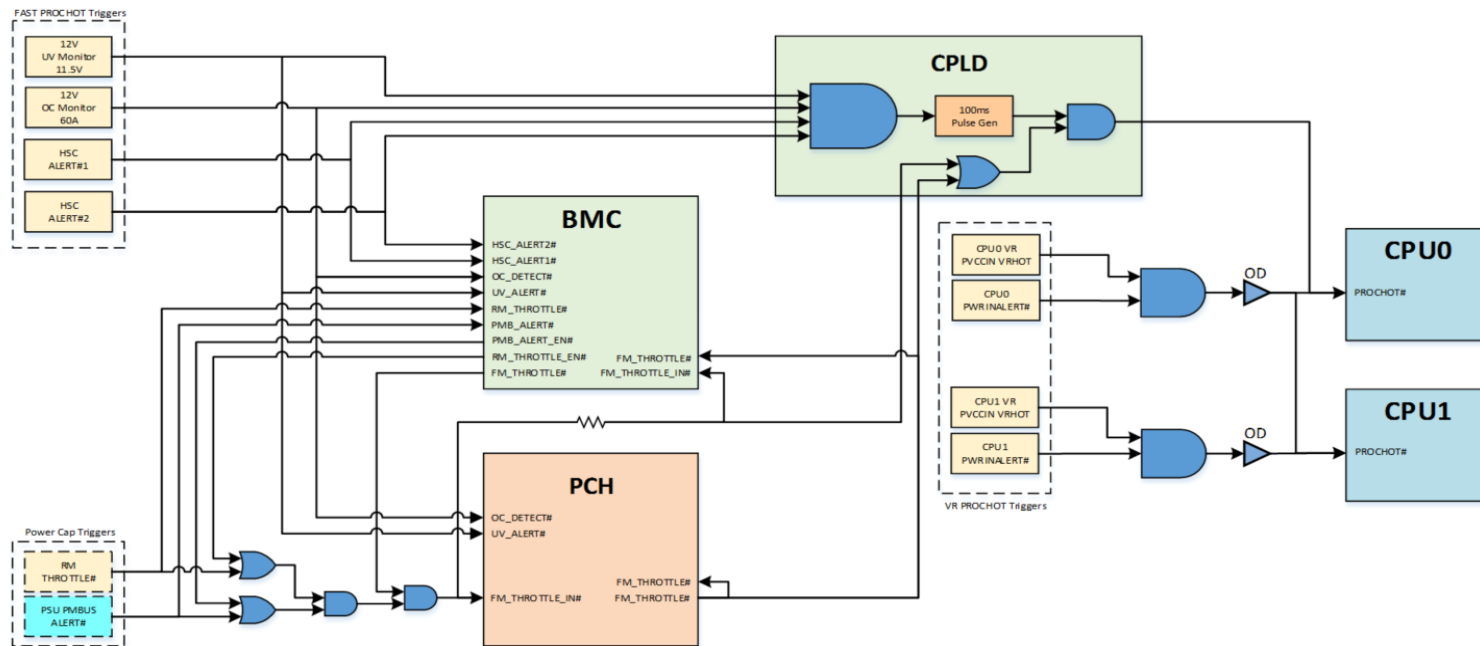 FAST PROCHOT Triggers
12V
UV Monitor
11.5V
12V
OC Monitor
60A
HSC
ALERT#1
HSC
ALERT#2
CPLD
100ms
Pulse Gen
BMC
HSC_ALERT2#
HSC_ALERT1#
OC_DETECT#
UV_ALERT#
RM_THROTTLE#
PMB_ALERT#
PMB_ALERT_EN#
RM_THROTTLE_EN#
FM_THROTTLE#
FM_THROTTLE#
FM_THROTTLE_IN#
CPU0 VR
PVCCIN VRHOT
CPU0
PWRINALERT#
OD
CPU0
PROCHOT#
CPU1 VR
PVCCIN VRHOT
CPU1
PWRINALERT#
OD
CPU1
PROCHOT#
VR PROCHOT Triggers
PCH
OC_DETECT#
UV_ALERT#
FM_THROTTLE_IN#
FM_THROTTLE#
FM_THROTTLE#
Power Cap Triggers
RM
THROTTLE#
PSU PMBUS
ALERT#